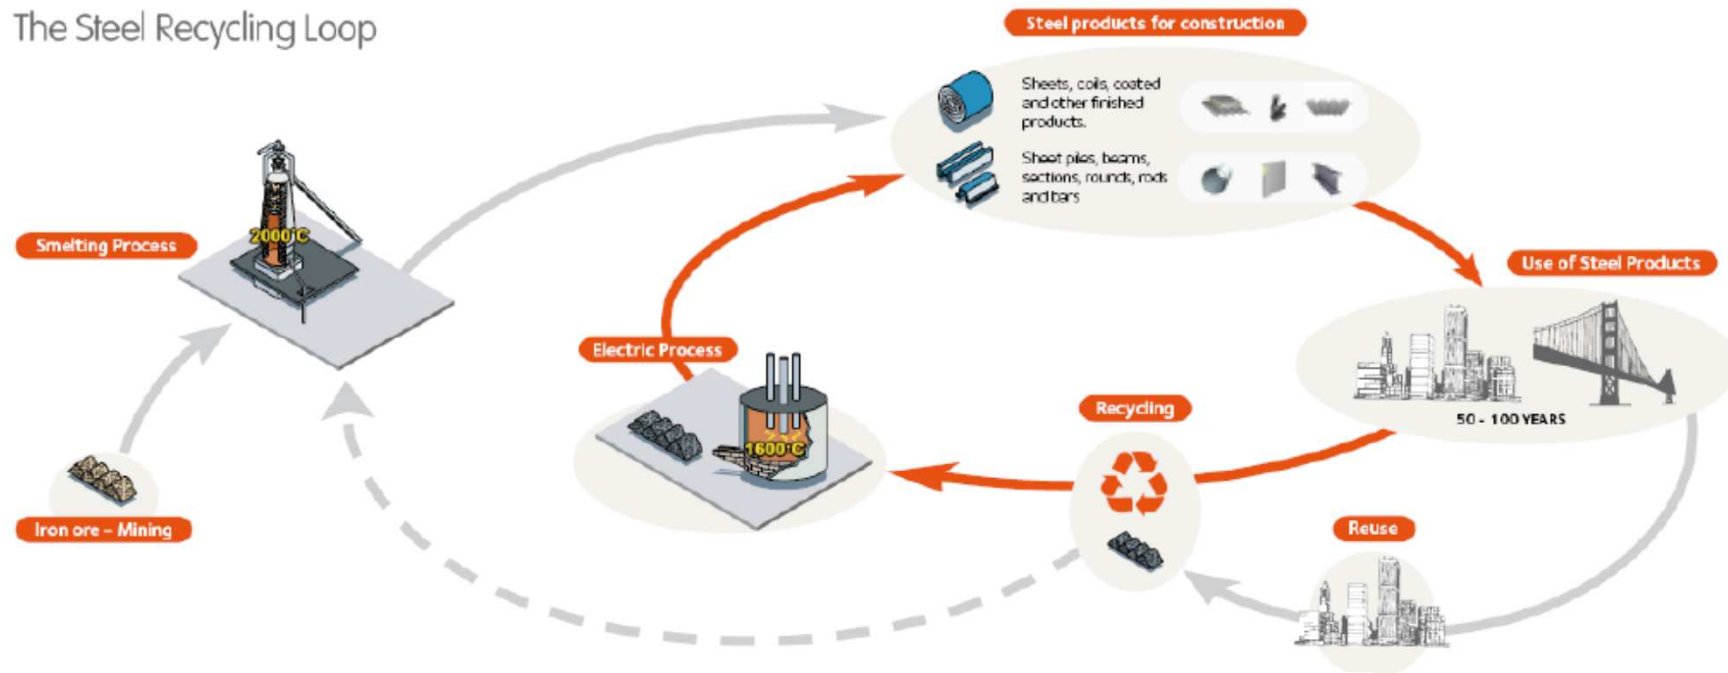 The Steel Recycling Loop
Steel products for construction
Sheets, coils, coated
and other finished
products.
Sheet piles, beams,
sections, rounds, rods
and bars
2000°C
Smelting Process
Use of Steel Products
Electric Process
1600°C
50 - 100 YEARS
Recycling
Iron ore – Mining
Reuse